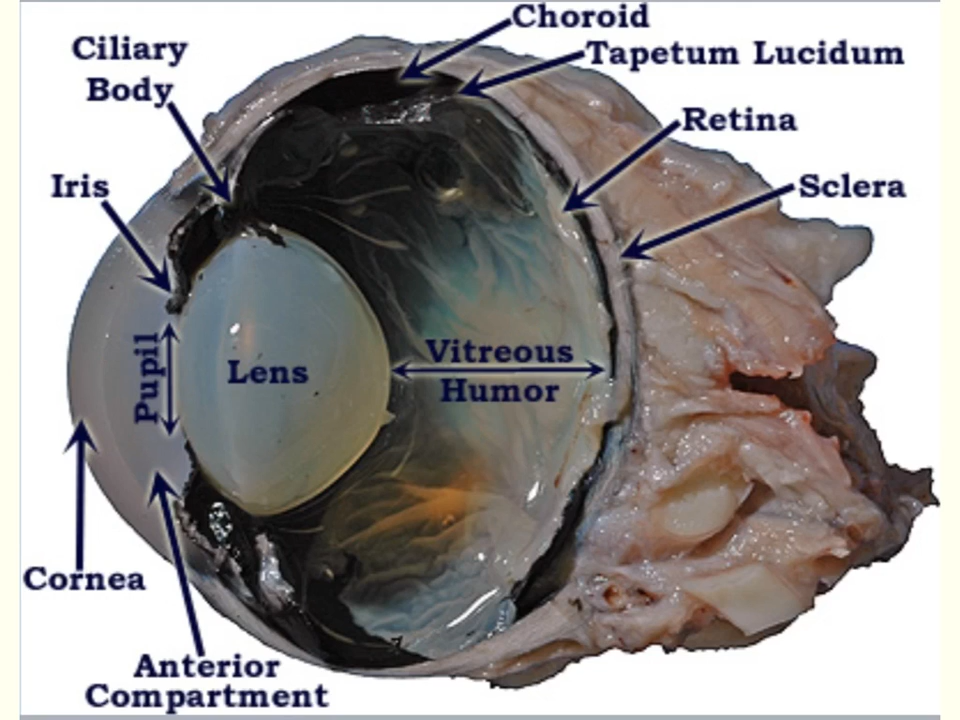 Choroid
Ciliary
Body
Tapetum Lucidum
Retina
Iris
Sclera
Pupil
Lens
Vitreous
Humor
Cornea
Anterior
Compartment